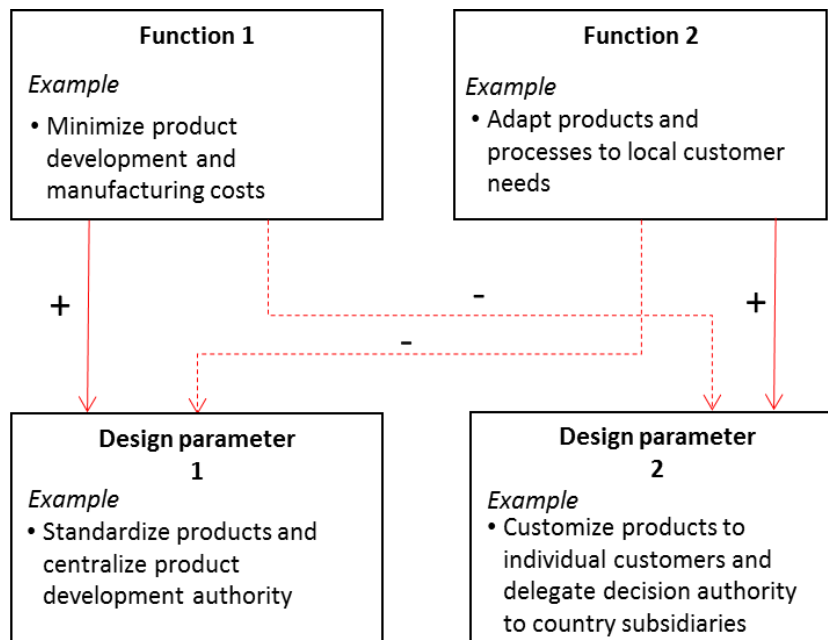 Function 1
Example
• Minimize product
development and
manufacturing costs
Function 2
Example
• Adapt products and
processes to local customer
needs
+
-
-
+
Design parameter
1
Example
• Standardize products and
centralize product
development authority
Design parameter
2
Example
• Customize products to
individual customers and
delegate decision authority
to country subsidiaries